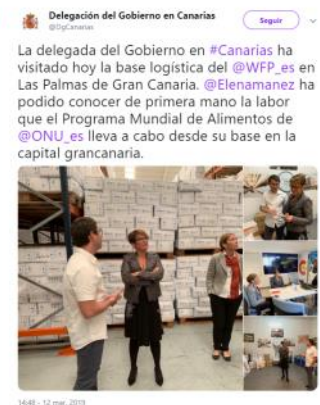 Delegación del Gobierno en Canarias
@DgCanarias
Seguir
La delegada del Gobierno en #Canarias ha
visitado hoy la base logística del @WFP_es en
Las Palmas de Gran Canaria. @Elenamanez ha
podido conocer de primera mano la labor
que el Programa Mundial de Alimentos de
@ONU_es lleva a cabo desde su base en la
capital grancanaria.
14:48 - 12 mar. 2019